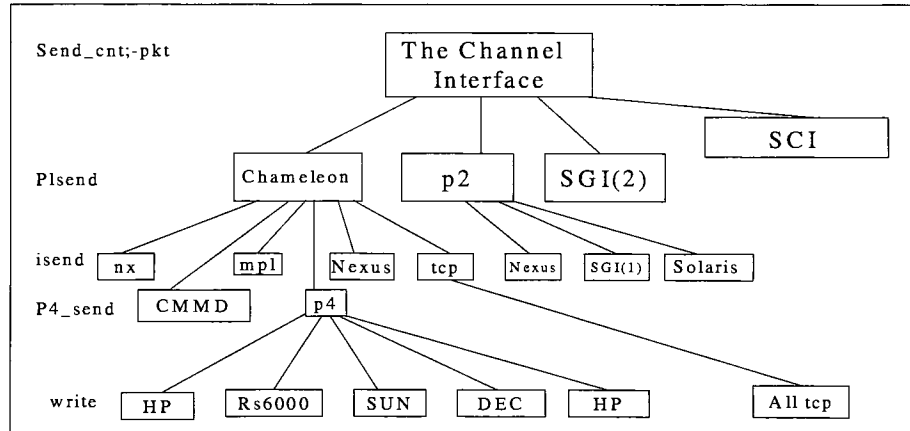 Send_cnt;-pkt
The Channel
Interface
SCI
PIsend
Chameleon
p2
SGI(2)
isend
nx
mpl
Nexus
tcp
Nexus
SGI(1)
Solaris
P4_send
CMMD
p4
write
HP
Rs6000
SUN
DEC
HP
All tcp